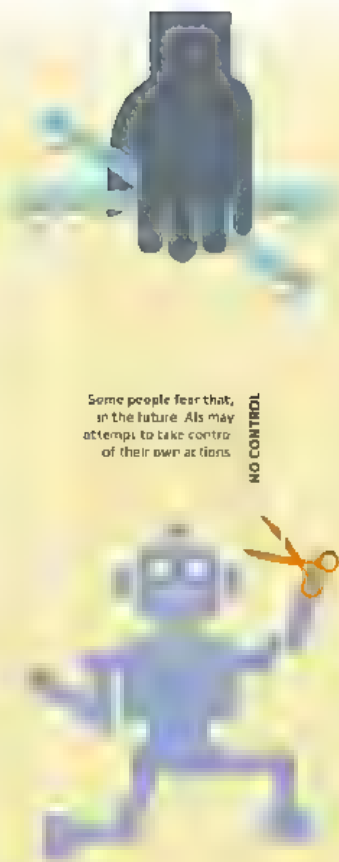 Some people fear that,
in the future, AIs may
attempt to take control
of their own actions.
NO CONTROL